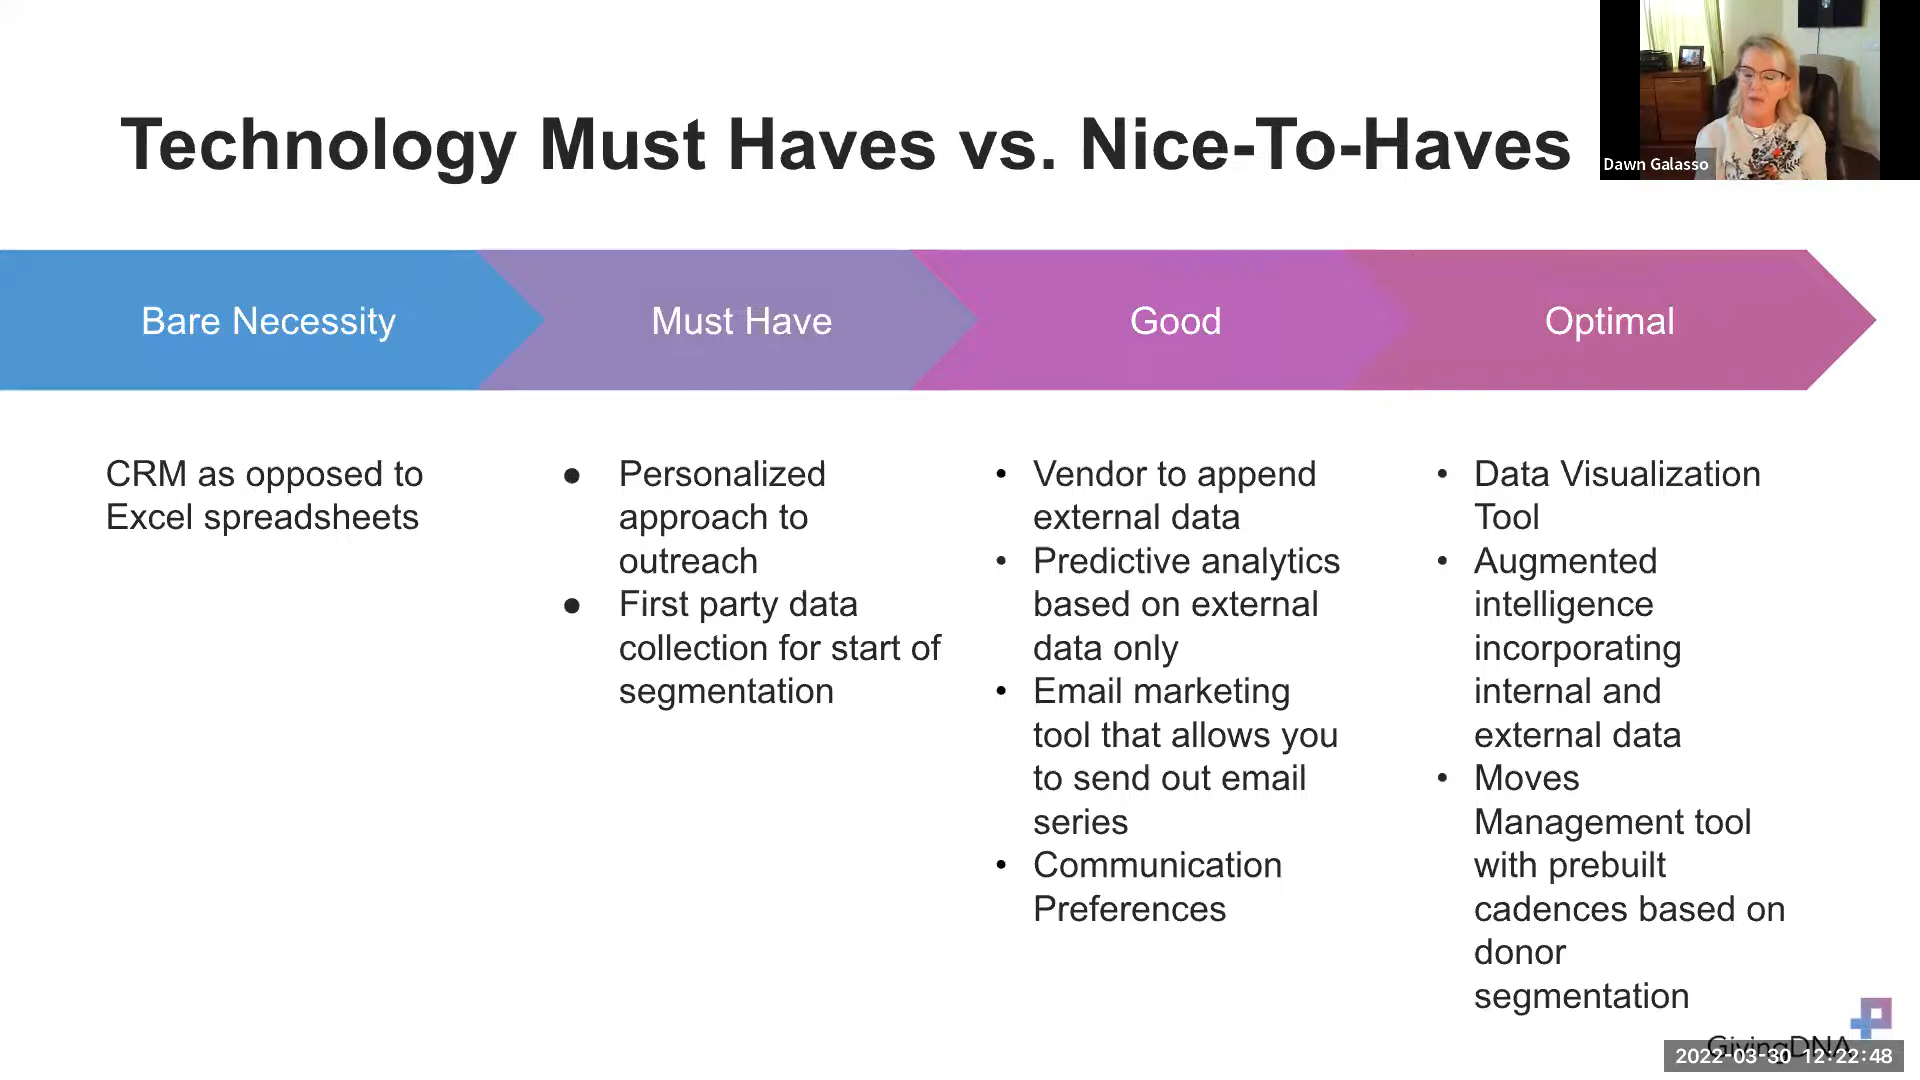 Technology Must Haves vs. Nice-To-Haves
Dawn Galasso
Bare Necessity
Must Have
Good
Optimal
CRM as opposed to
Excel spreadsheets
● Personalized
approach to
outreach
● First party data
collection for start of
segmentation
• Vendor to append
external data
• Predictive analytics
based on external
data only
• Email marketing
tool that allows you
to send out email
series
• Communication
Preferences
• Data Visualization
Tool
• Augmented
intelligence
incorporating
internal and
external data
• Moves
Management tool
with prebuilt
cadences based on
donor
segmentation
GivingDNA
2022-03-30 12:22:48